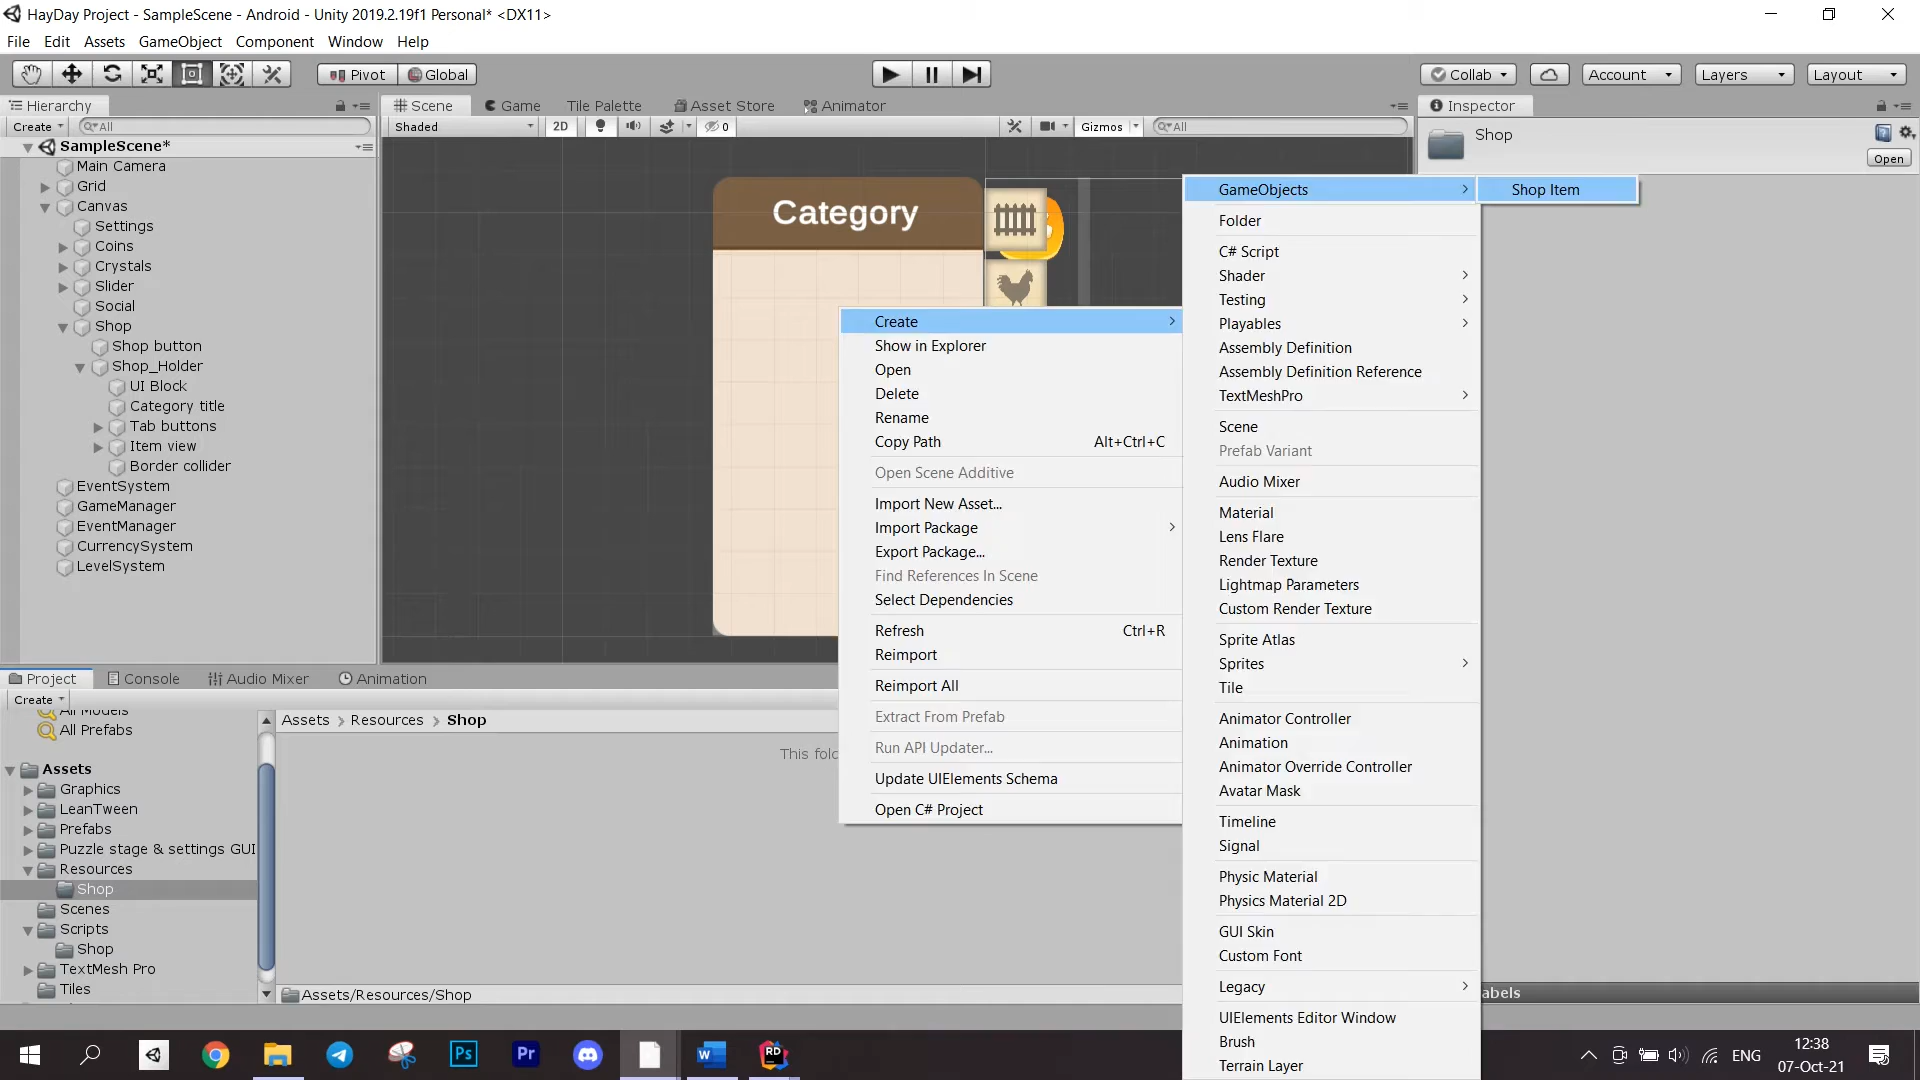 HayDay Project - SampleScene - Android - Unity 2019.2.19f1 Personal* <DX11>
File Edit Assets GameObject Component Window Help
Pivot Global Collab Account Layers Layout
Hierarchy Scene Game Tile Palette Asset Store Animator Inspector
Create All Shaded 2D 0 Gizmos All
Shop
Open
SampleScene*
Main Camera
Grid
Canvas
Settings
Coins
Crystals
Slider
Social
Shop
Shop button
Shop_Holder
UI Block
Category title
Tab buttons
Item view
Border collider
EventSystem
GameManager
EventManager
CurrencySystem
LevelSystem
Category
Create
Show in Explorer
Open
Delete
Rename
Copy Path Alt+Ctrl+C
Open Scene Additive
Import New Asset...
Import Package
Export Package...
Find References In Scene
Select Dependencies
Refresh Ctrl+R
Reimport
Reimport All
Extract From Prefab
Run API Updater...
Update UIElements Schema
Open C# Project
GameObjects
Folder
C# Script
Shader
Testing
Playables
Assembly Definition
Assembly Definition Reference
TextMeshPro
Scene
Prefab Variant
Audio Mixer
Material
Lens Flare
Render Texture
Lightmap Parameters
Custom Render Texture
Sprite Atlas
Sprites
Tile
Animator Controller
Animation
Animator Override Controller
Avatar Mask
Timeline
Signal
Physic Material
Physics Material 2D
GUI Skin
Custom Font
Legacy
UIElements Editor Window
Brush
Terrain Layer
Shop Item
Project Console Audio Mixer Animation
Create
All Models
All Prefabs
Assets
Graphics
LeanTween
Prefabs
Puzzle stage & settings GUI
Resources
Shop
Scenes
Scripts
Shop
TextMesh Pro
Tiles
Assets > Resources > Shop
This fol
Assets/Resources/Shop
abels
Ps Pr W RD
ENG
12:38
07-Oct-21